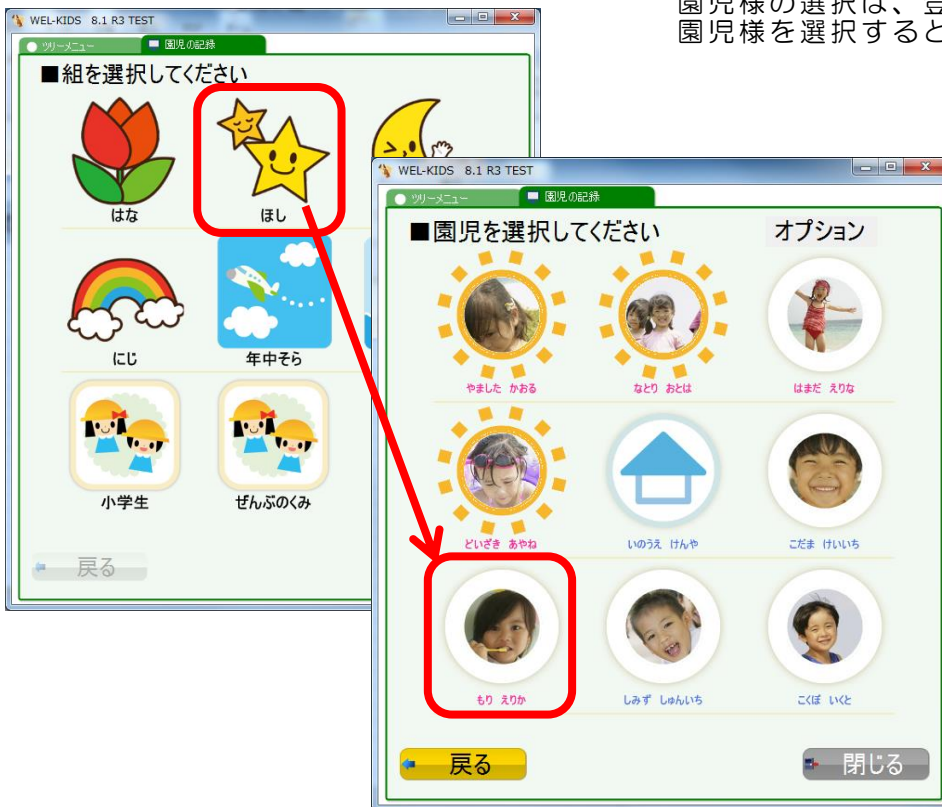 園児様の選択は、登
園児様を選択すると
WEL-KIDS 8.1 R3 TEST
ツリーメニュー 園児の記録
■組を選択してください
はな ほし
にじ 年中そら
小学生 ぜんぶのくみ
戻る
WEL-KIDS 8.1 R3 TEST
ツリーメニュー 園児の記録
■園児を選択してください オプション
やました かおる なとり おとは はまだ えりな
どいざき あやね いのうえ けんや こだま けいいち
もり えりか しみず しゅんいち こくぼ いくと
戻る 閉じる